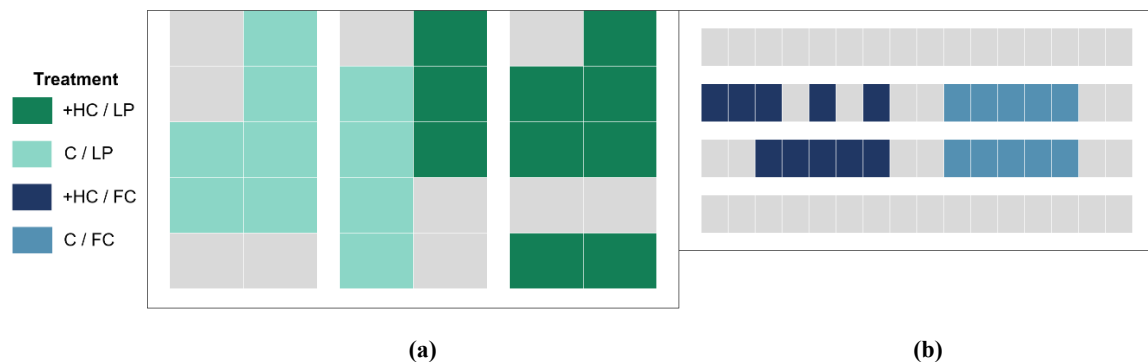 Treatment
+HC / LP
C / LP
+HC / FC
C / FC
(a)
(b)